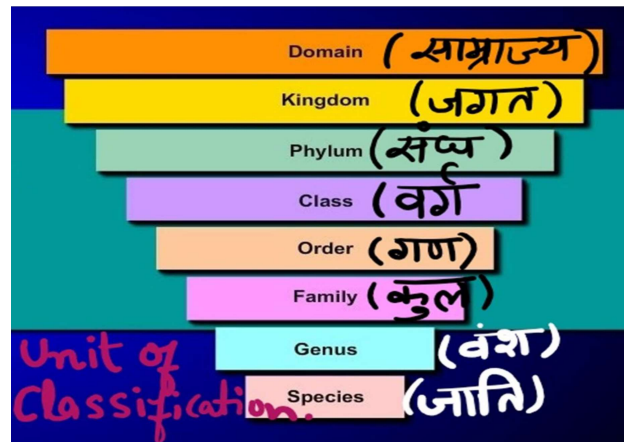 Domain (साम्राज्य)
Kingdom (जगत)
Phylum (संघ)
Class (वर्ग
Order (गण)
Family (कुल)
Genus (वंश)
Species (जाति)
Unit of
Classification.